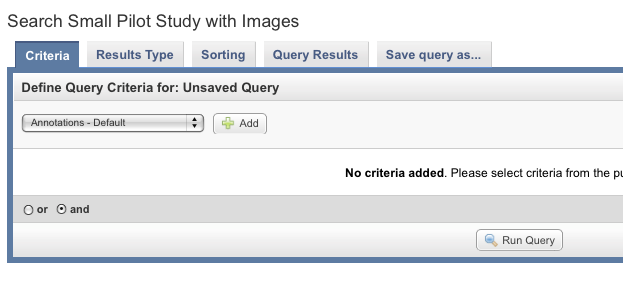 Search Small Pilot Study with Images
Criteria Results Type Sorting Query Results Save query as...
Define Query Criteria for: Unsaved Query
Annotations - Default Add
No criteria added. Please select criteria from the
or and
Run Query